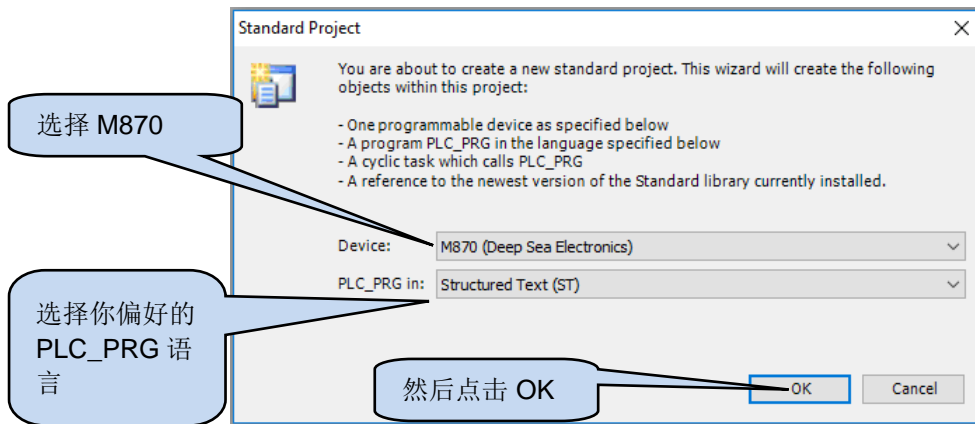 Standard Project
You are about to create a new standard project. This wizard will create the following
objects within this project:
- One programmable device as specified below
- A program PLC_PRG in the language specified below
- A cyclic task which calls PLC_PRG
- A reference to the newest version of the Standard library currently installed.
选择 M870
Device:
M870 (Deep Sea Electronics)
PLC_PRG in:
Structured Text (ST)
选择你偏好的
PLC_PRG 语
言
然后点击 OK
OK
Cancel